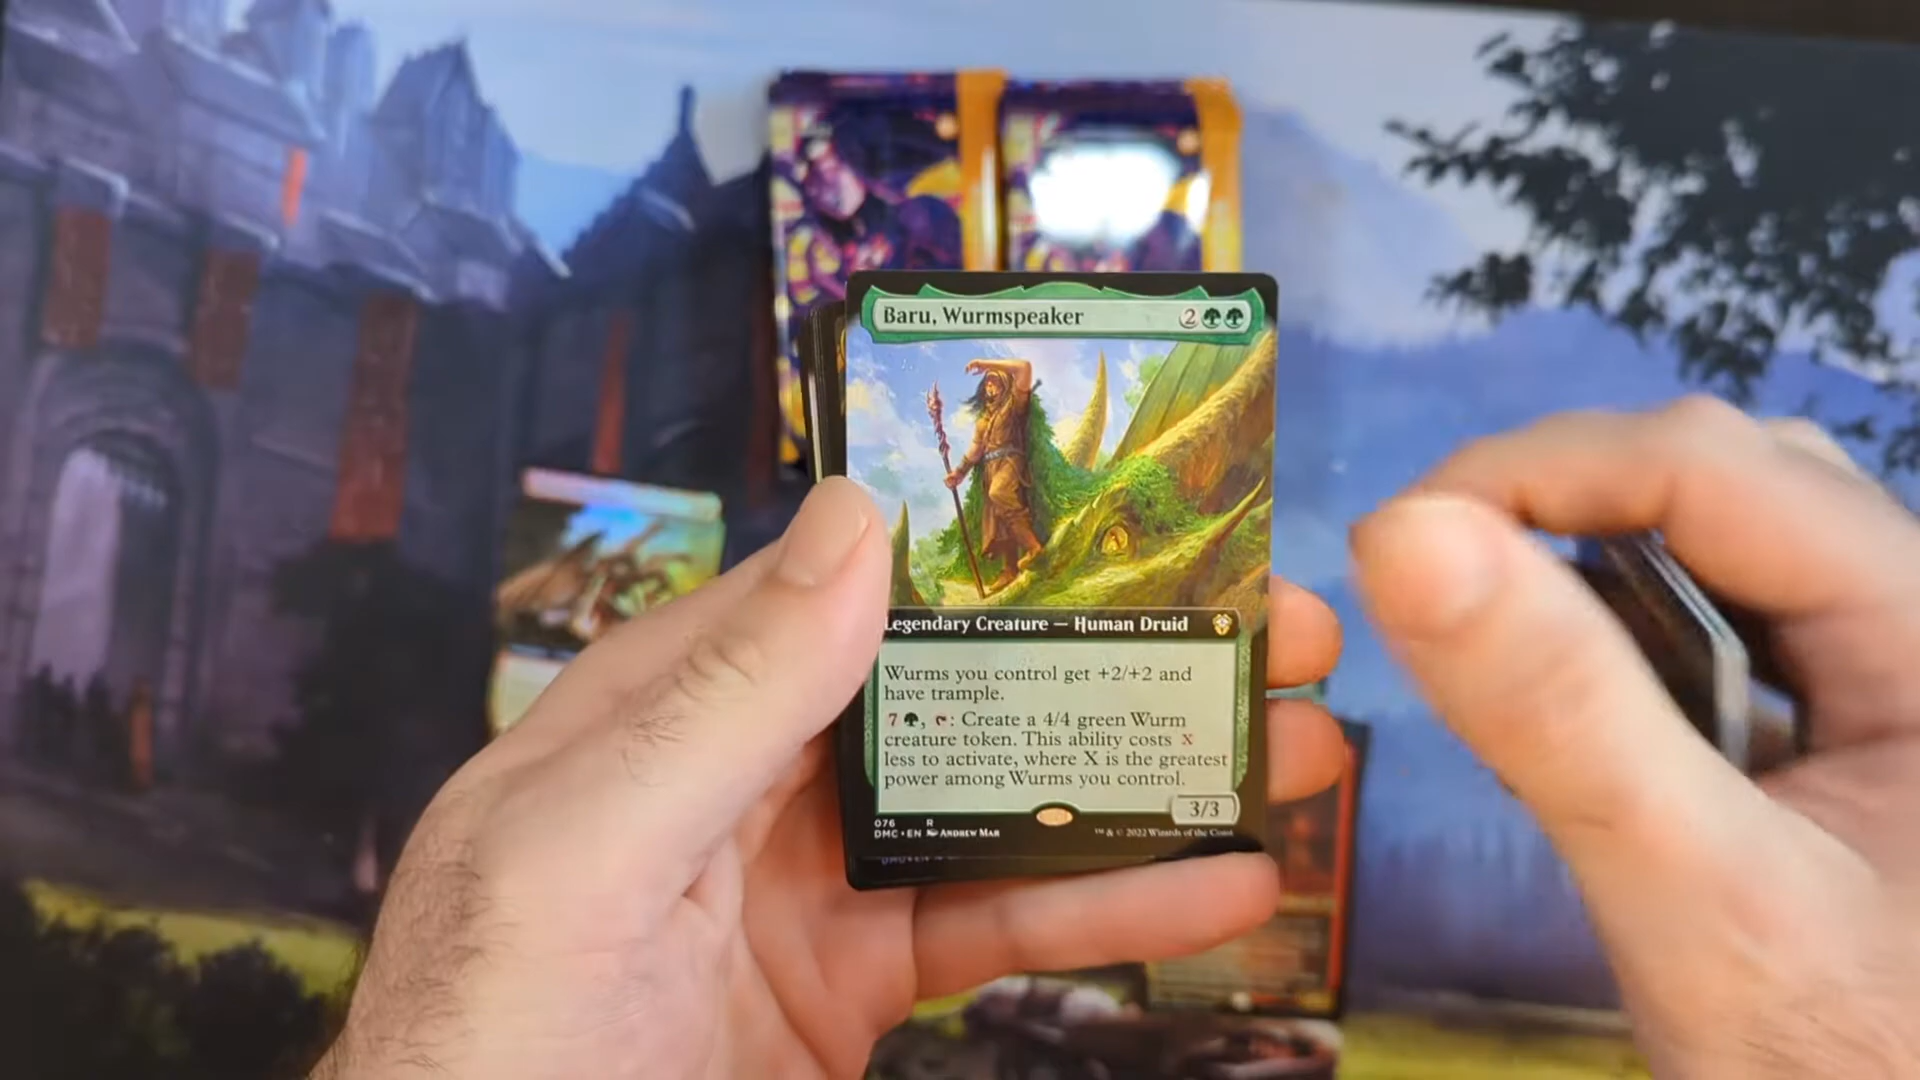 Baru, Wurmspeaker 2
Legendary Creature — Human Druid
Wurms you control get +2/+2 and
have trample.
7 , : Create a 4/4 green Wurm
creature token. This ability costs X
less to activate, where X is the greatest
power among Wurms you control.
3/3
076 R
DMC • EN Andrew Mar ™ & © 2022 Wizards of the Coast